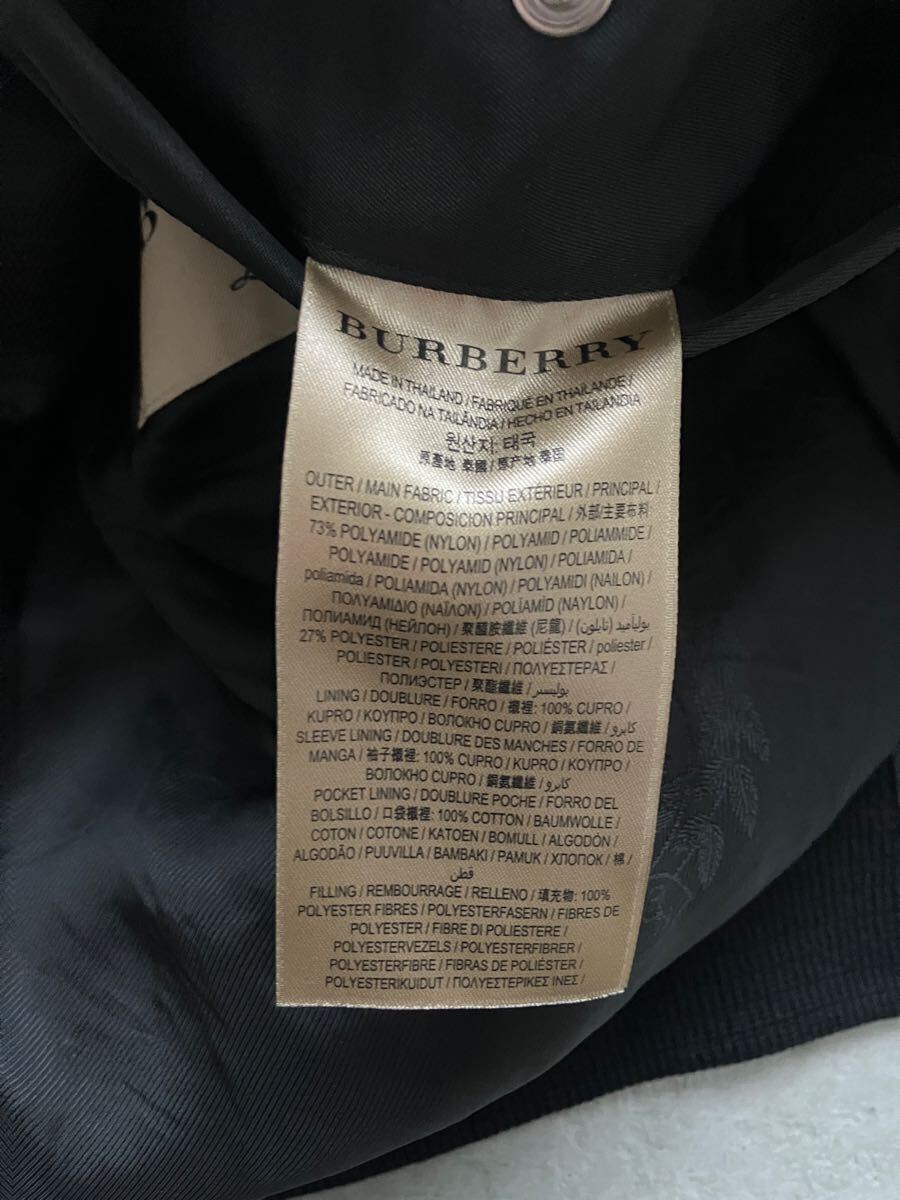 BURBERRY
MADE IN THAILAND / FABRIQUÉ EN THAILANDE /
FABRICADO NA TAILÂNDIA / HECHO EN TAILANDIA
원산지: 태국
原產地 泰國 / 原产地 泰国
OUTER / MAIN FABRIC / TISSU EXTÉRIEUR / PRINCIPAL /
EXTERIOR - COMPOSICION PRINCIPAL / 外部/主要布料
73% POLYAMIDE (NYLON) / POLYAMID / POLIAMMIDE /
POLYAMIDE / POLYAMID (NYLON) / POLIAMIDA /
poliamida / POLIAMIDA (NYLON) / POLYAMIDI (NAILON) /
ΠΟΛΥΑΜΙΔΙΟ (ΝΑΪΛΟΝ) / POLİAMİD (NAYLON) /
ПОЛИАМИД (НЕЙЛОН) / 聚醯胺纖維 (尼龍) / بوليأميد (نايلون) /
27% POLYESTER / POLIESTERE / POLIÉSTER / poliester /
POLIESTER / POLYESTERI / ΠΟΛΥΕΣΤΕΡΑΣ /
ПОЛИЭСТЕР / 聚酯纖維 / بوليستر
LINING / DOUBLURE / FORRO / 襯裡: 100% CUPRO /
KUPRO / ΚΟΥΠΡΟ / ВОЛОКНО CUPRO / 銅氨纖維 / كابرو
SLEEVE LINING / DOUBLURE DES MANCHES / FORRO DE
MANGA / 袖子襯裡: 100% CUPRO / KUPRO / ΚΟΥΠΡΟ /
ВОЛОКНО CUPRO / 銅氨纖維 / كابرو
POCKET LINING / DOUBLURE POCHE / FORRO DEL
BOLSILLO / 口袋襯裡: 100% COTTON / BAUMWOLLE /
COTON / COTONE / KATOEN / BOMULL / ALGODÓN /
ALGODÃO / PUUVILLA / BAMBAKI / PAMUK / ХЛОПОК / 棉 /
قطن
FILLING / REMBOURRAGE / RELLENO / 填充物: 100%
POLYESTER FIBRES / POLYESTERFASERN / FIBRES DE
POLYESTER / FIBRE DI POLIESTERE /
POLYESTERVEZELS / POLYESTERFIBRER /
POLYESTERFIBRE / FIBRAS DE POLIÉSTER /
POLYESTERIKUIDUT / ΠΟΛΥΕΣΤΕΡΙΚΕΣ ΙΝΕΣ /